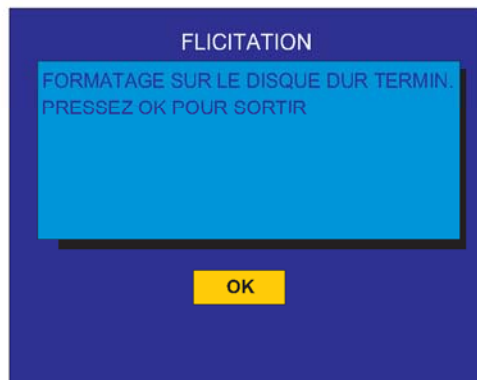 FLICITATION
FORMATAGE SUR LE DISQUE DUR TERMIN.
PRESSEZ OK POUR SORTIR
OK